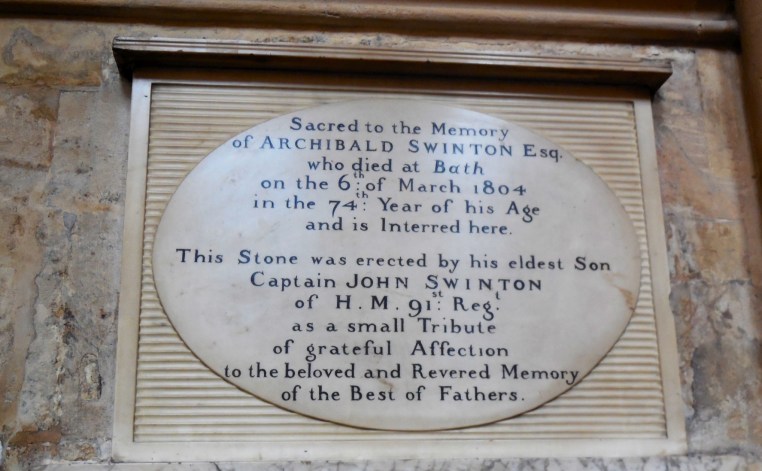 Sacred to the Memory
of ARCHIBALD SWINTON Esq.
who died at Bath
on the 6th: of March 1804
in the 74th: Year of his Age
and is Interred here.
This Stone was erected by his eldest Son
Captain JOHN SWINTON
of H. M. 91st: Regt.
as a small Tribute
of grateful Affection
to the beloved and Revered Memory
of the Best of Fathers.